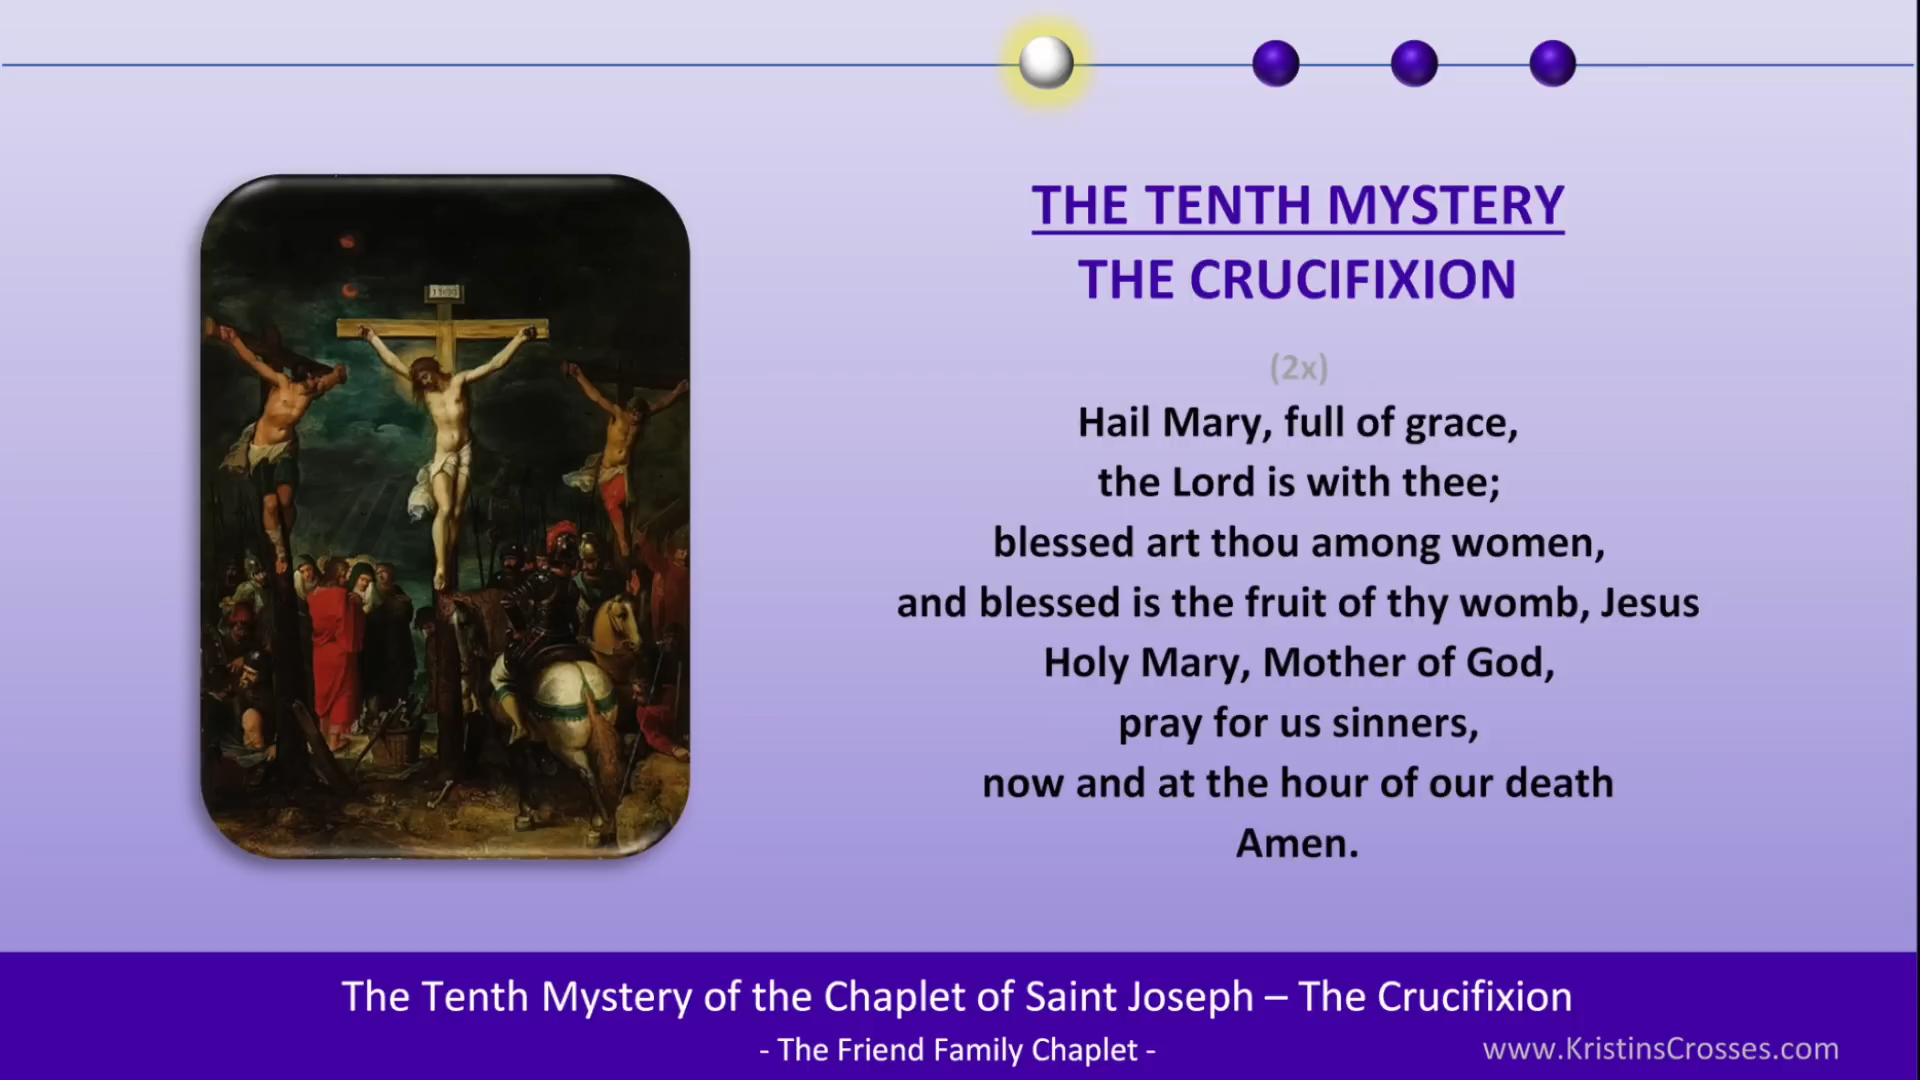 THE TENTH MYSTERY
THE CRUCIFIXION
(2x)
Hail Mary, full of grace,
the Lord is with thee;
blessed art thou among women,
and blessed is the fruit of thy womb, Jesus
Holy Mary, Mother of God,
pray for us sinners,
now and at the hour of our death
Amen.
The Tenth Mystery of the Chaplet of Saint Joseph – The Crucifixion
- The Friend Family Chaplet -
www.KristinsCrosses.com